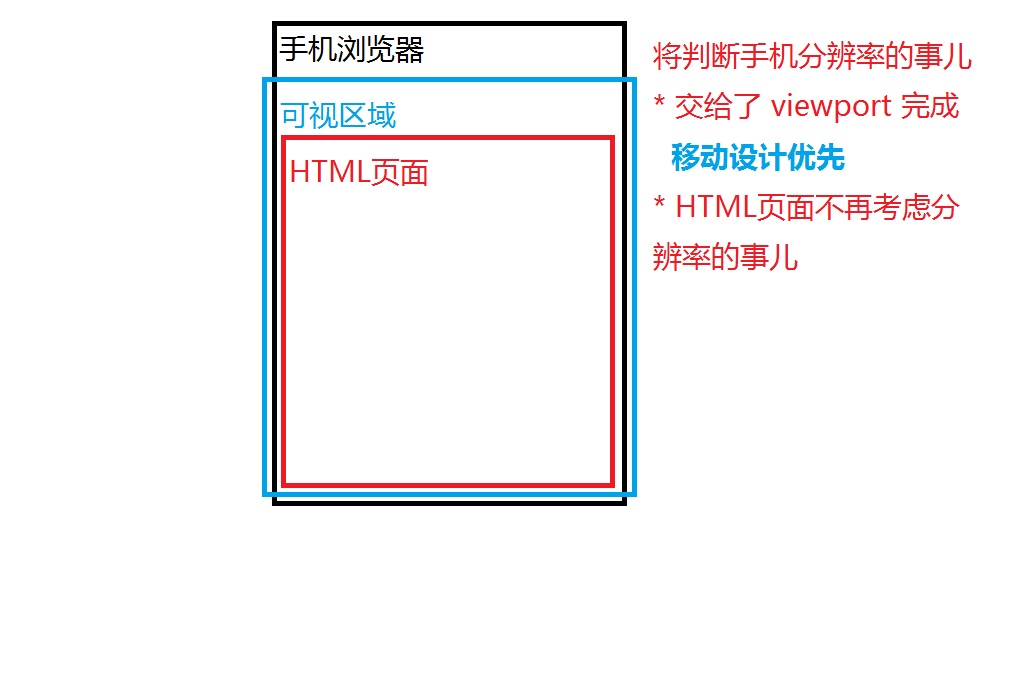 手机浏览器
可视区域
HTML页面
将判断手机分辨率的事儿
* 交给了 viewport 完成
移动设计优先
* HTML页面不再考虑分
辨率的事儿